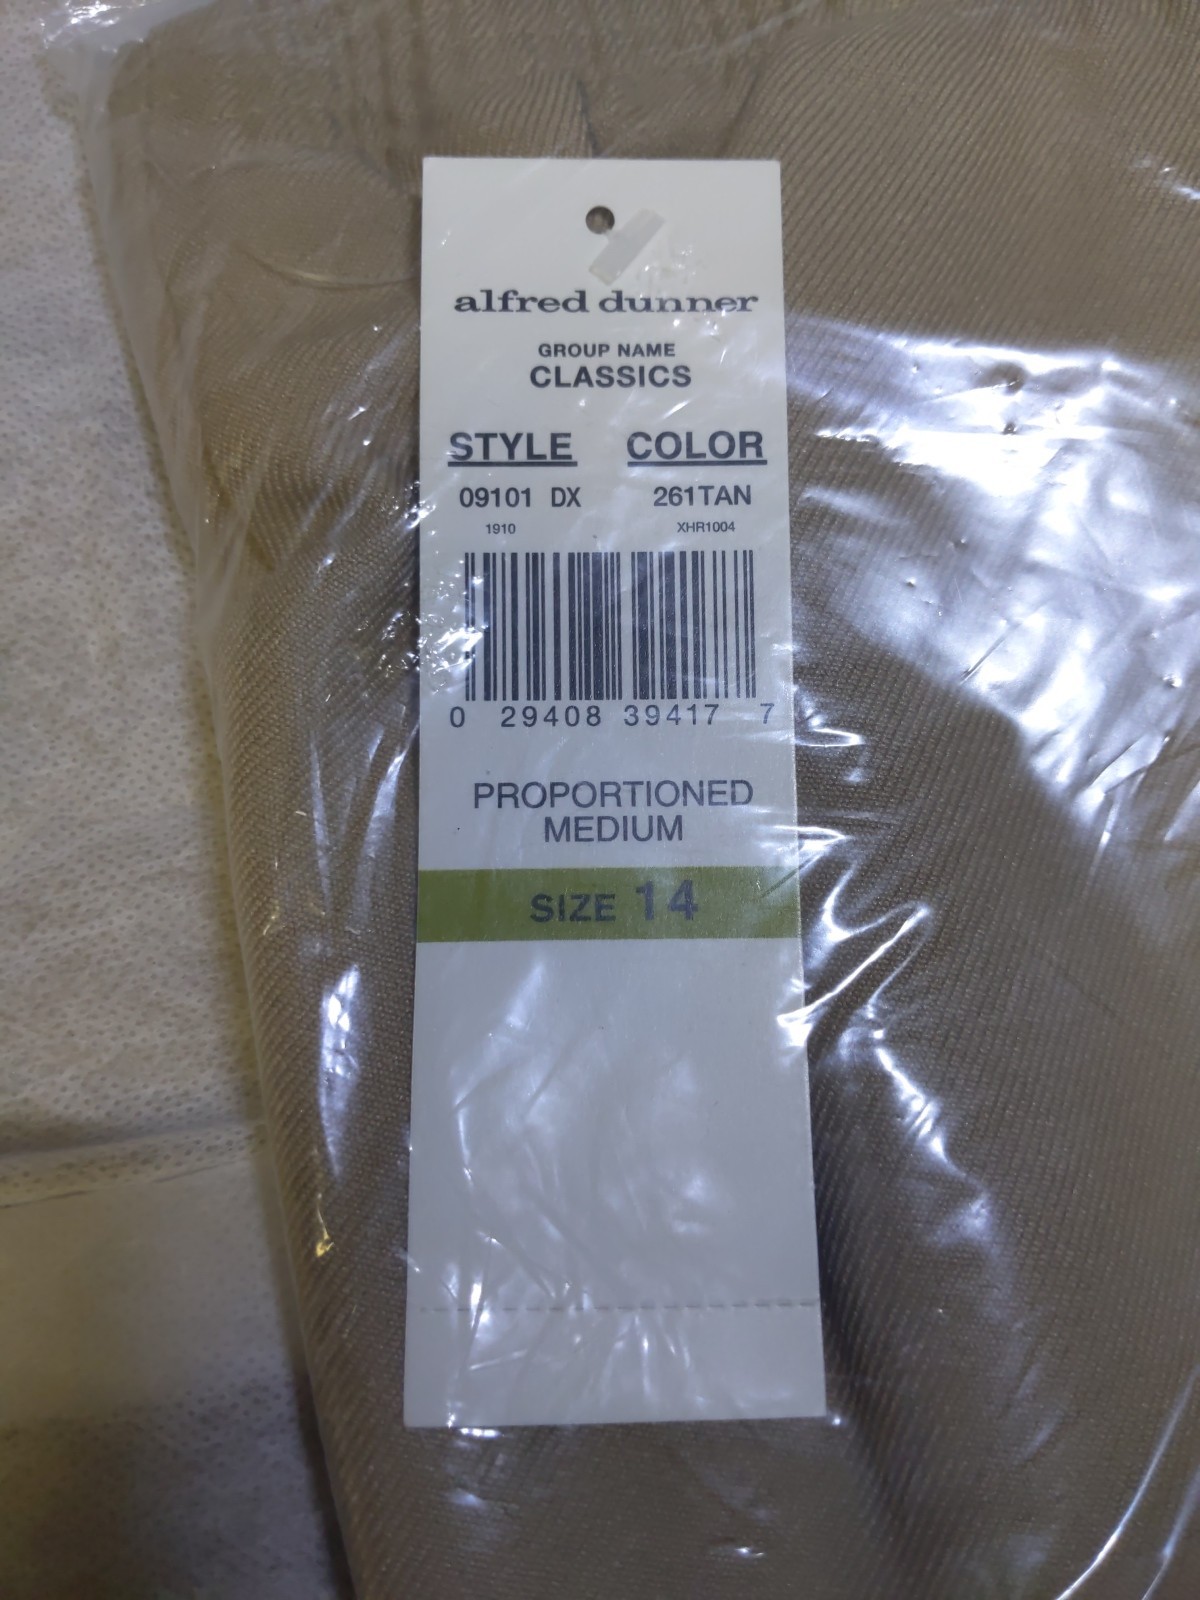 alfred dunner
GROUP NAME
CLASSICS
STYLE COLOR
09101 DX 261TAN
1910 XHR1004
0 29408 39417 7
PROPORTIONED
MEDIUM
SIZE 14